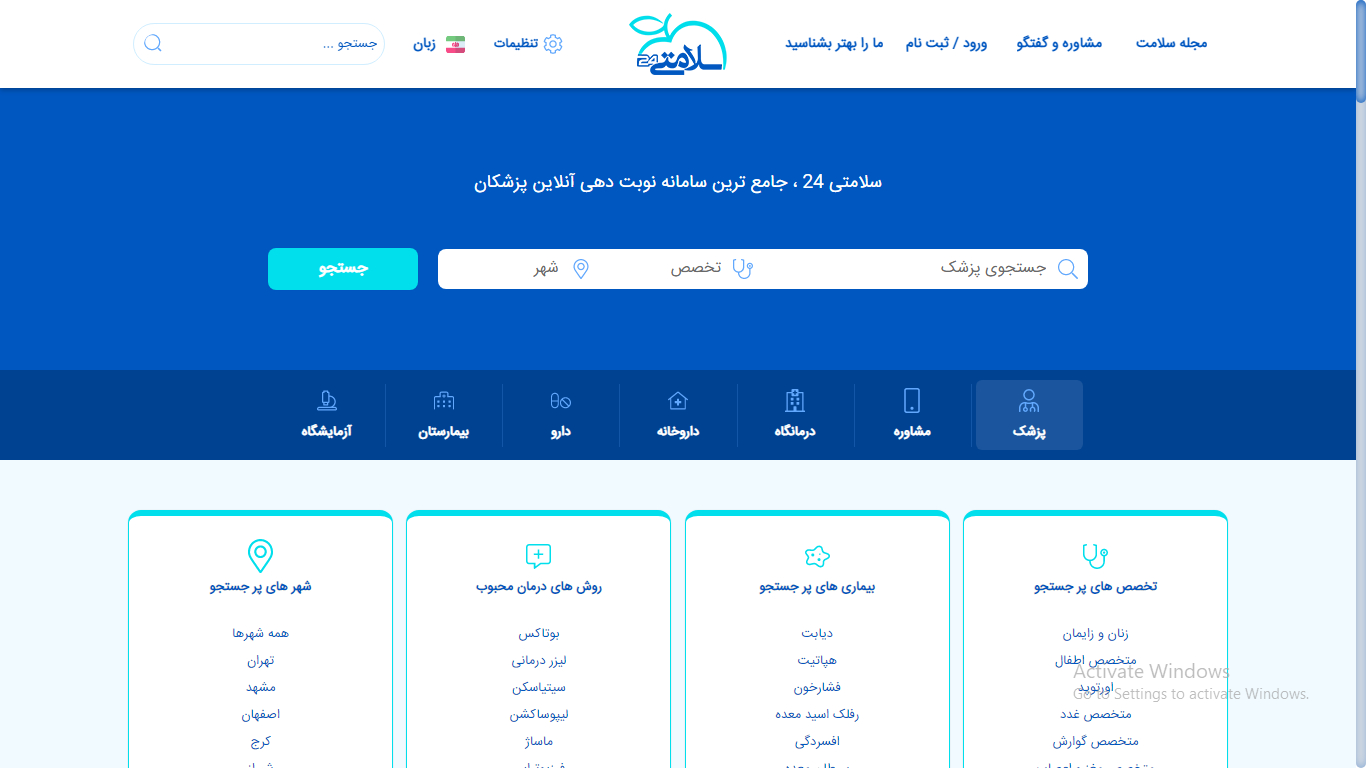 مجله سلامت
مشاوره و گفتگو
ورود / ثبت نام
ما را بهتر بشناسید
سلامتی 24
تنظیمات
زبان
جستجو ...
سلامتی 24 ، جامع ترین سامانه نوبت دهی آنلاین پزشکان
جستجوی پزشک
تخصص
شهر
جستجو
پزشک
مشاوره
درمانگاه
داروخانه
دارو
بیمارستان
آزمایشگاه
تخصص های پر جستجو
زنان و زایمان
متخصص اطفال
اورتوپد
متخصص غدد
متخصص گوارش
بیماری های پر جستجو
دیابت
هپاتیت
فشارخون
رفلک اسید معده
افسردگی
روش های درمان محبوب
بوتاکس
لیزر درمانی
سیتیاسکن
لیپوساکشن
ماساژ
شهر های پر جستجو
همه شهرها
تهران
مشهد
اصفهان
کرج
Activate Windows
Go to Settings to activate Windows.